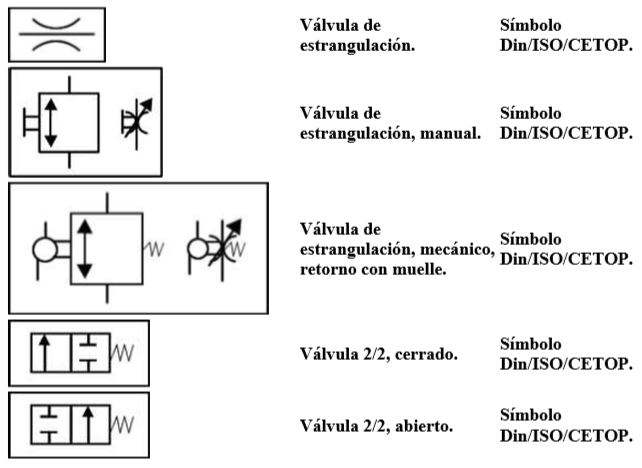 Válvula de
estrangulación.
Símbolo
Din/ISO/CETOP.
Válvula de
estrangulación, manual.
Símbolo
Din/ISO/CETOP.
Válvula de
estrangulación, mecánico,
retorno con muelle.
Símbolo
Din/ISO/CETOP.
Válvula 2/2, cerrado.
Símbolo
Din/ISO/CETOP.
Válvula 2/2, abierto.
Símbolo
Din/ISO/CETOP.